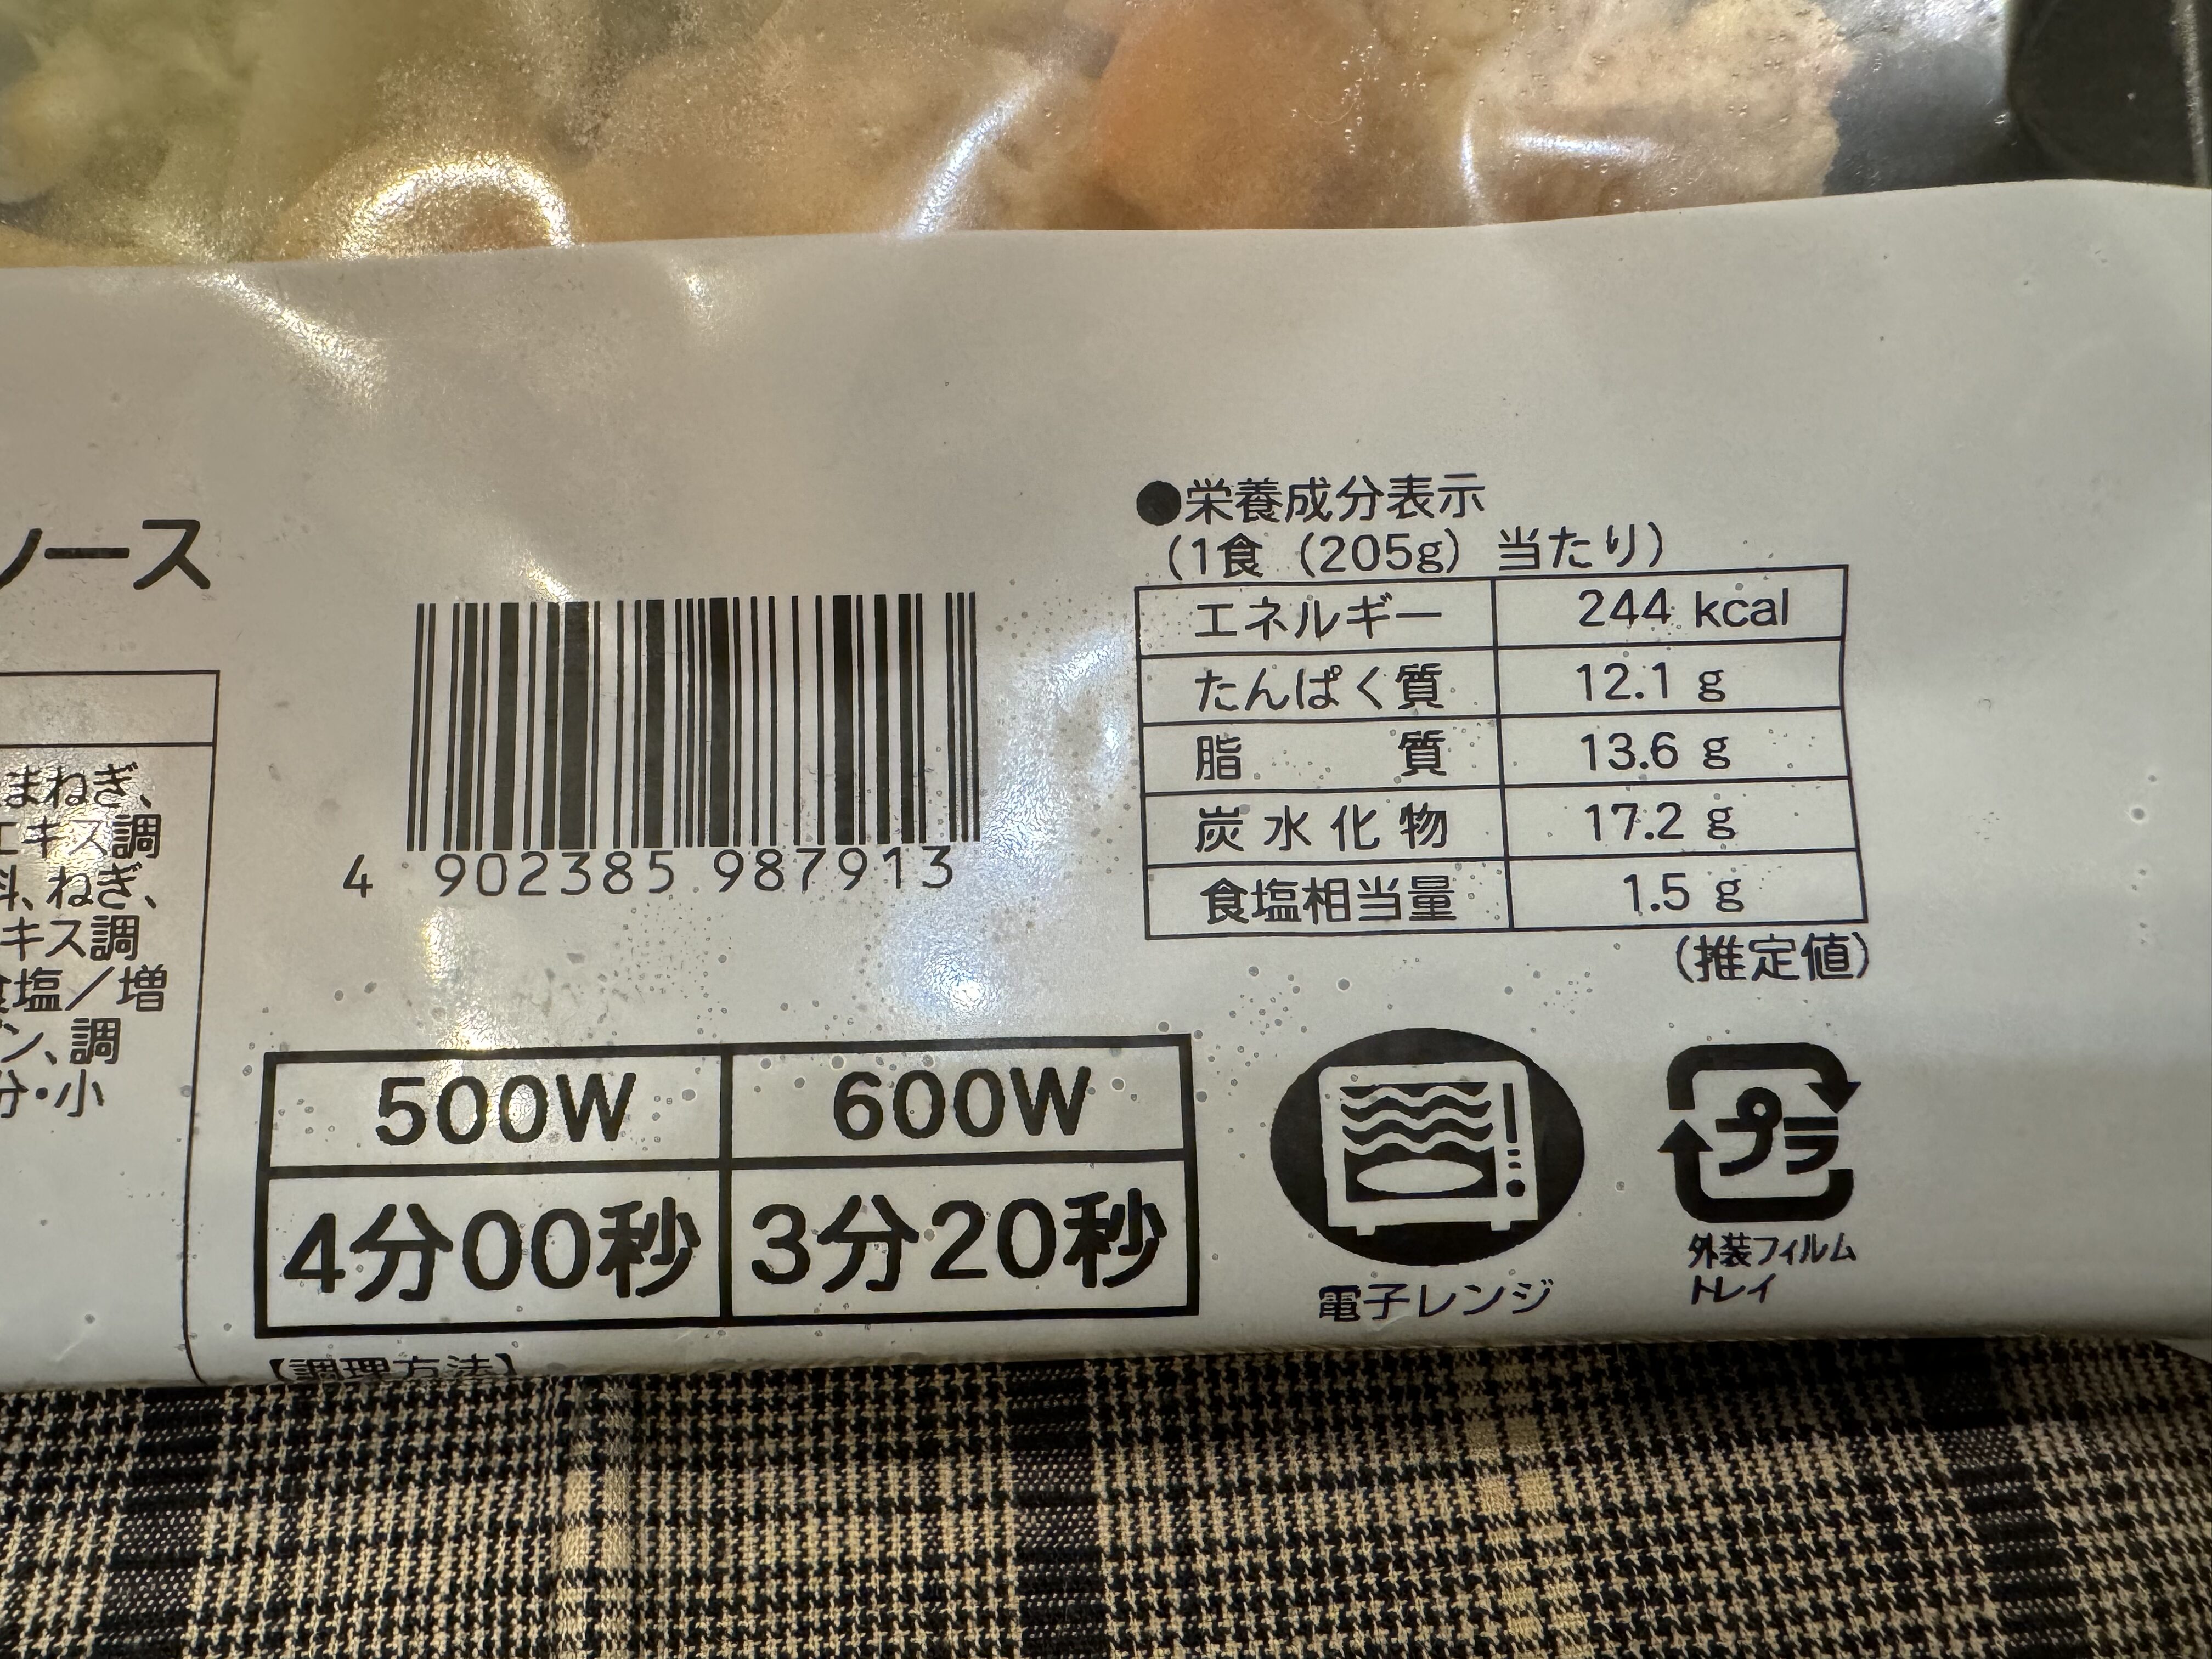 ソース
まねぎ、
エキス調
料、ねぎ、
キス調
食塩／増
ン、調
分・小
4 902385 987913
●栄養成分表示
(1食 (205g) 当たり)
エネルギー 244 kcal
たんぱく質 12.1 g
脂質 13.6 g
炭水化物 17.2 g
食塩相当量 1.5 g
(推定値)
500W 600W
4分00秒 3分20秒
電子レンジ
プラ
外装フィルム
トレイ
【調理方法】